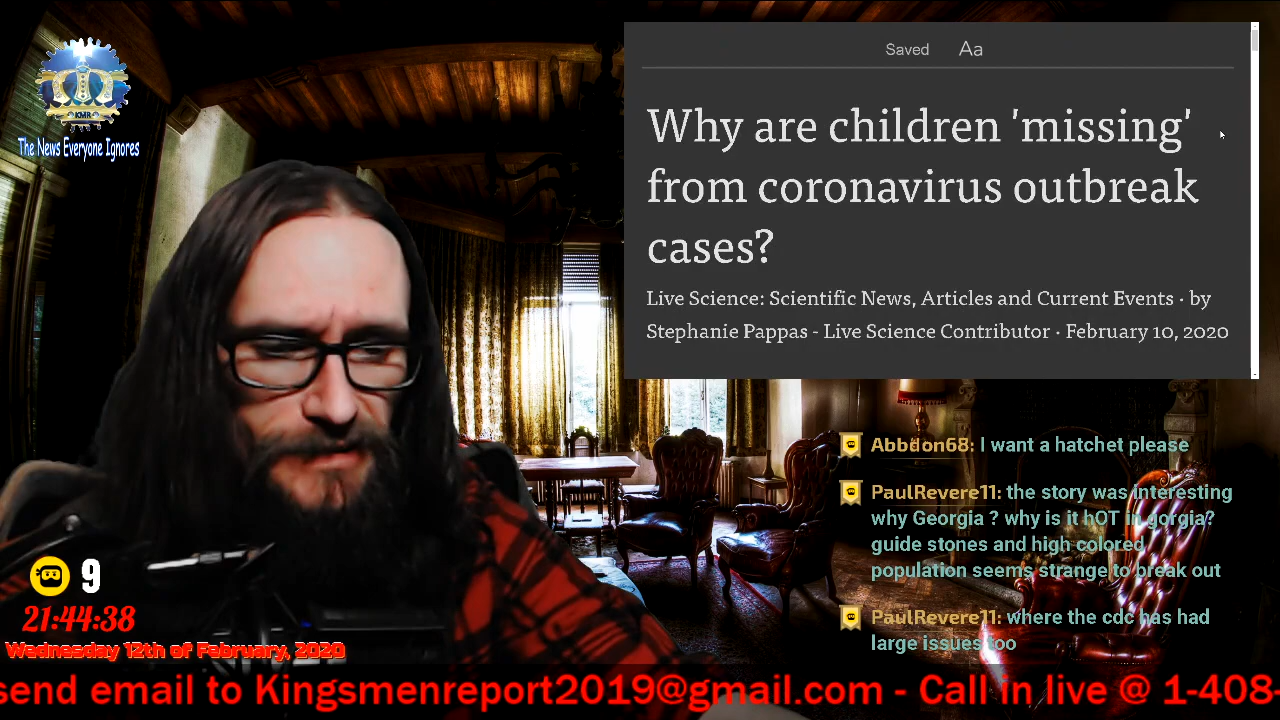 KMR
The News Everyone Ignores
Saved Aa
Why are children 'missing'
from coronavirus outbreak
cases?
Live Science: Scientific News, Articles and Current Events · by
Stephanie Pappas - Live Science Contributor · February 10, 2020
Abbdon68: I want a hatchet please
PaulRevere11: the story was interesting
why Georgia ? why is it hOT in gorgia?
guide stones and high colored
population seems strange to break out
PaulRevere11: where the cdc has had
large issues too
9
21:44:38
Wednesday 12th of February, 2020
send email to Kingsmenreport2019@gmail.com - Call in live @ 1-408-